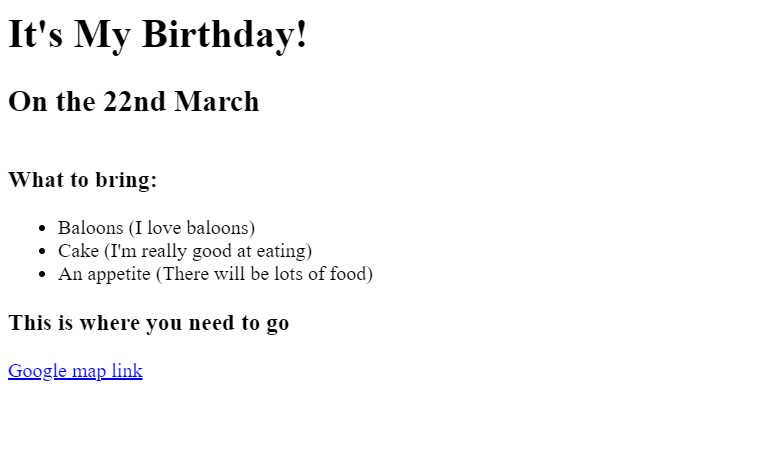 It's My Birthday!
On the 22nd March
What to bring:
Baloons (I love baloons)
Cake (I'm really good at eating)
An appetite (There will be lots of food)
This is where you need to go
Google map link